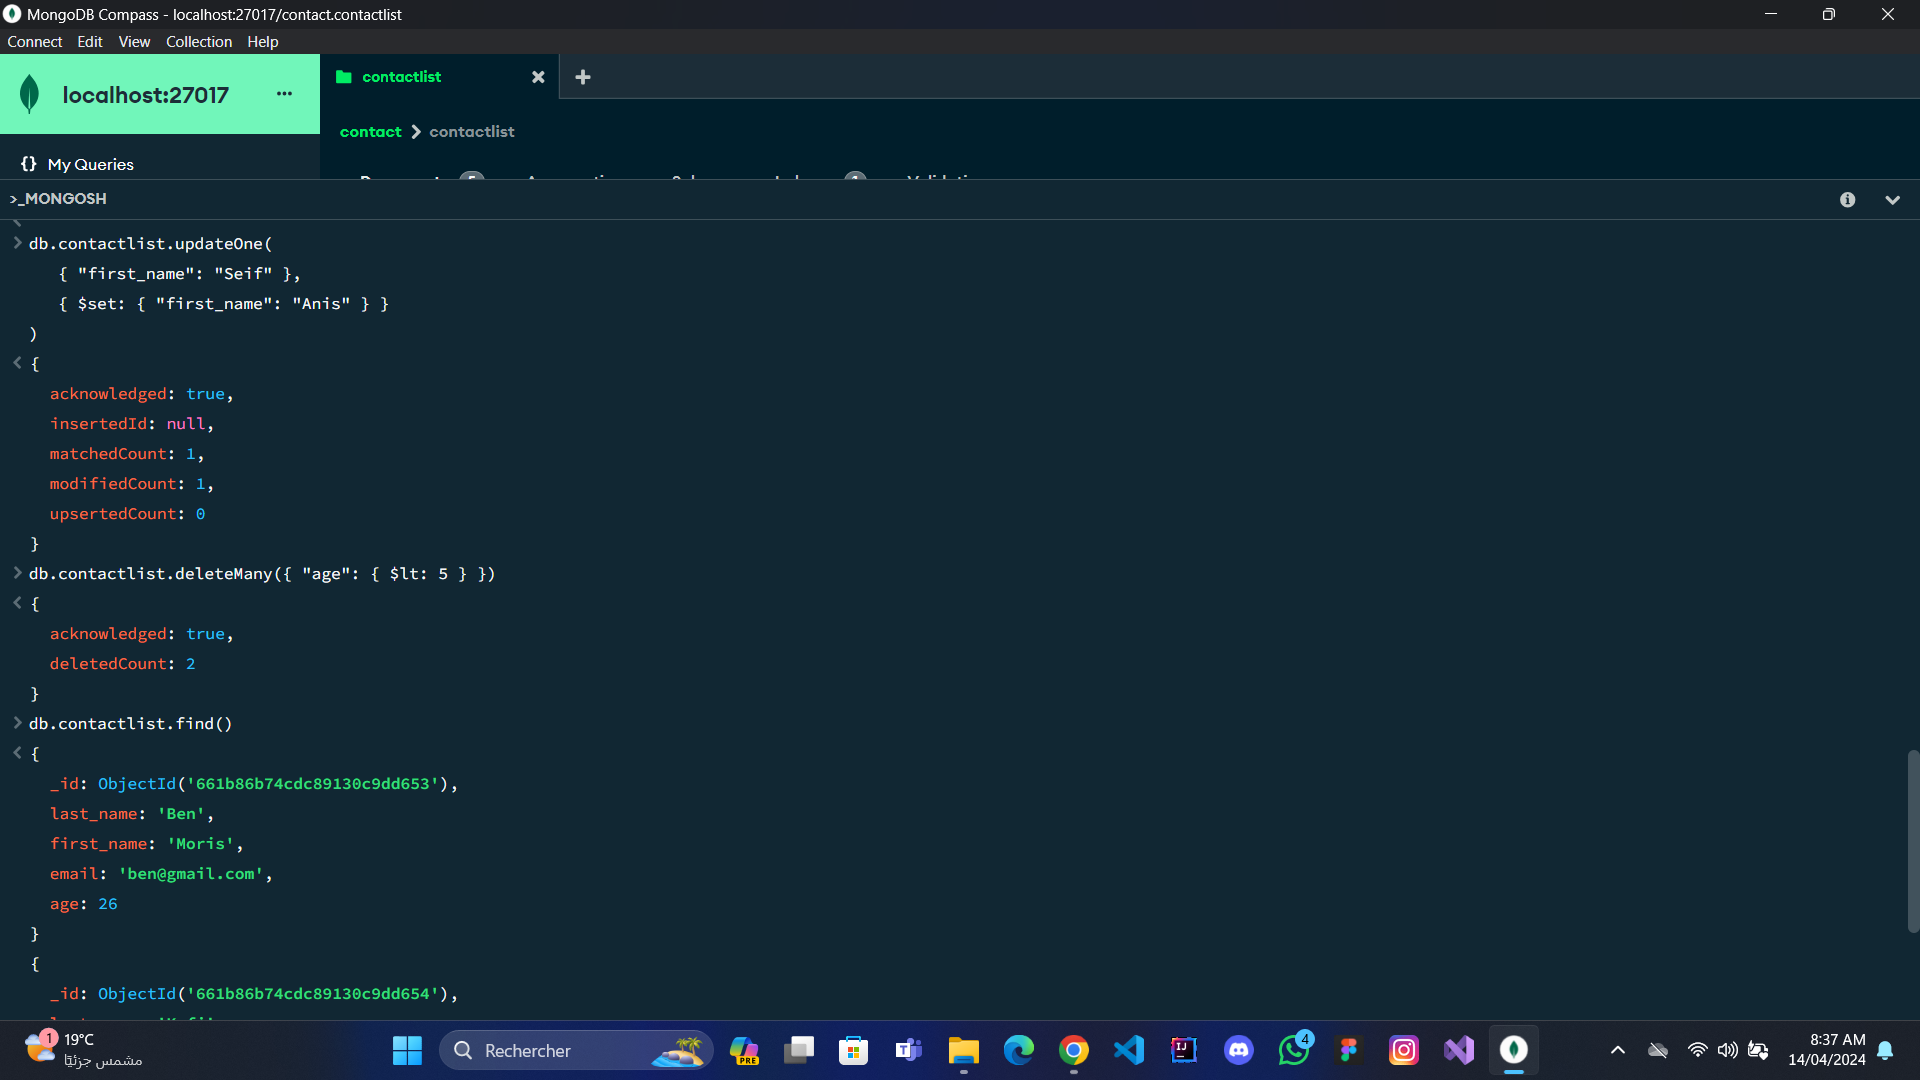 MongoDB Compass - localhost:27017/contact.contactlist
Connect Edit View Collection Help
localhost:27017 ...
contactlist
contact > contactlist
{} My Queries
>_MONGOSH
> db.contactlist.updateOne(
{ "first_name": "Seif" },
{ $set: { "first_name": "Anis" } }
)
< {
acknowledged: true,
insertedId: null,
matchedCount: 1,
modifiedCount: 1,
upsertedCount: 0
}
> db.contactlist.deleteMany({ "age": { $lt: 5 } })
< {
acknowledged: true,
deletedCount: 2
}
> db.contactlist.find()
< {
_id: ObjectId('661b86b74cdc89130c9dd653'),
last_name: 'Ben',
first_name: 'Moris',
email: 'ben@gmail.com',
age: 26
}
{
_id: ObjectId('661b86b74cdc89130c9dd654'),
1 19°C
مشمس جزئيًا
Rechercher
PRE
4
8:37 AM
14/04/2024